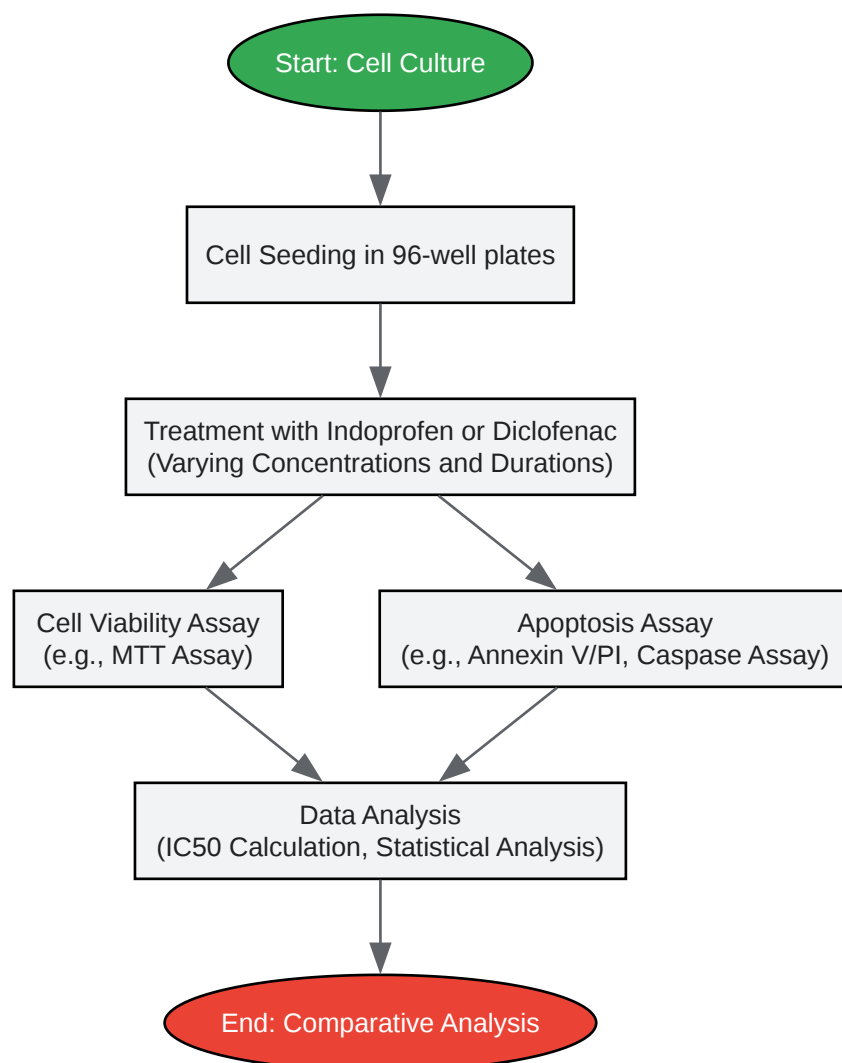 Start: Cell Culture
Cell Seeding in 96-well plates
Treatment with Indoprofen or Diclofenac
(Varying Concentrations and Durations)
Cell Viability Assay
(e.g., MTT Assay)
Apoptosis Assay
(e.g., Annexin V/PI, Caspase Assay)
Data Analysis
(IC50 Calculation, Statistical Analysis)
End: Comparative Analysis